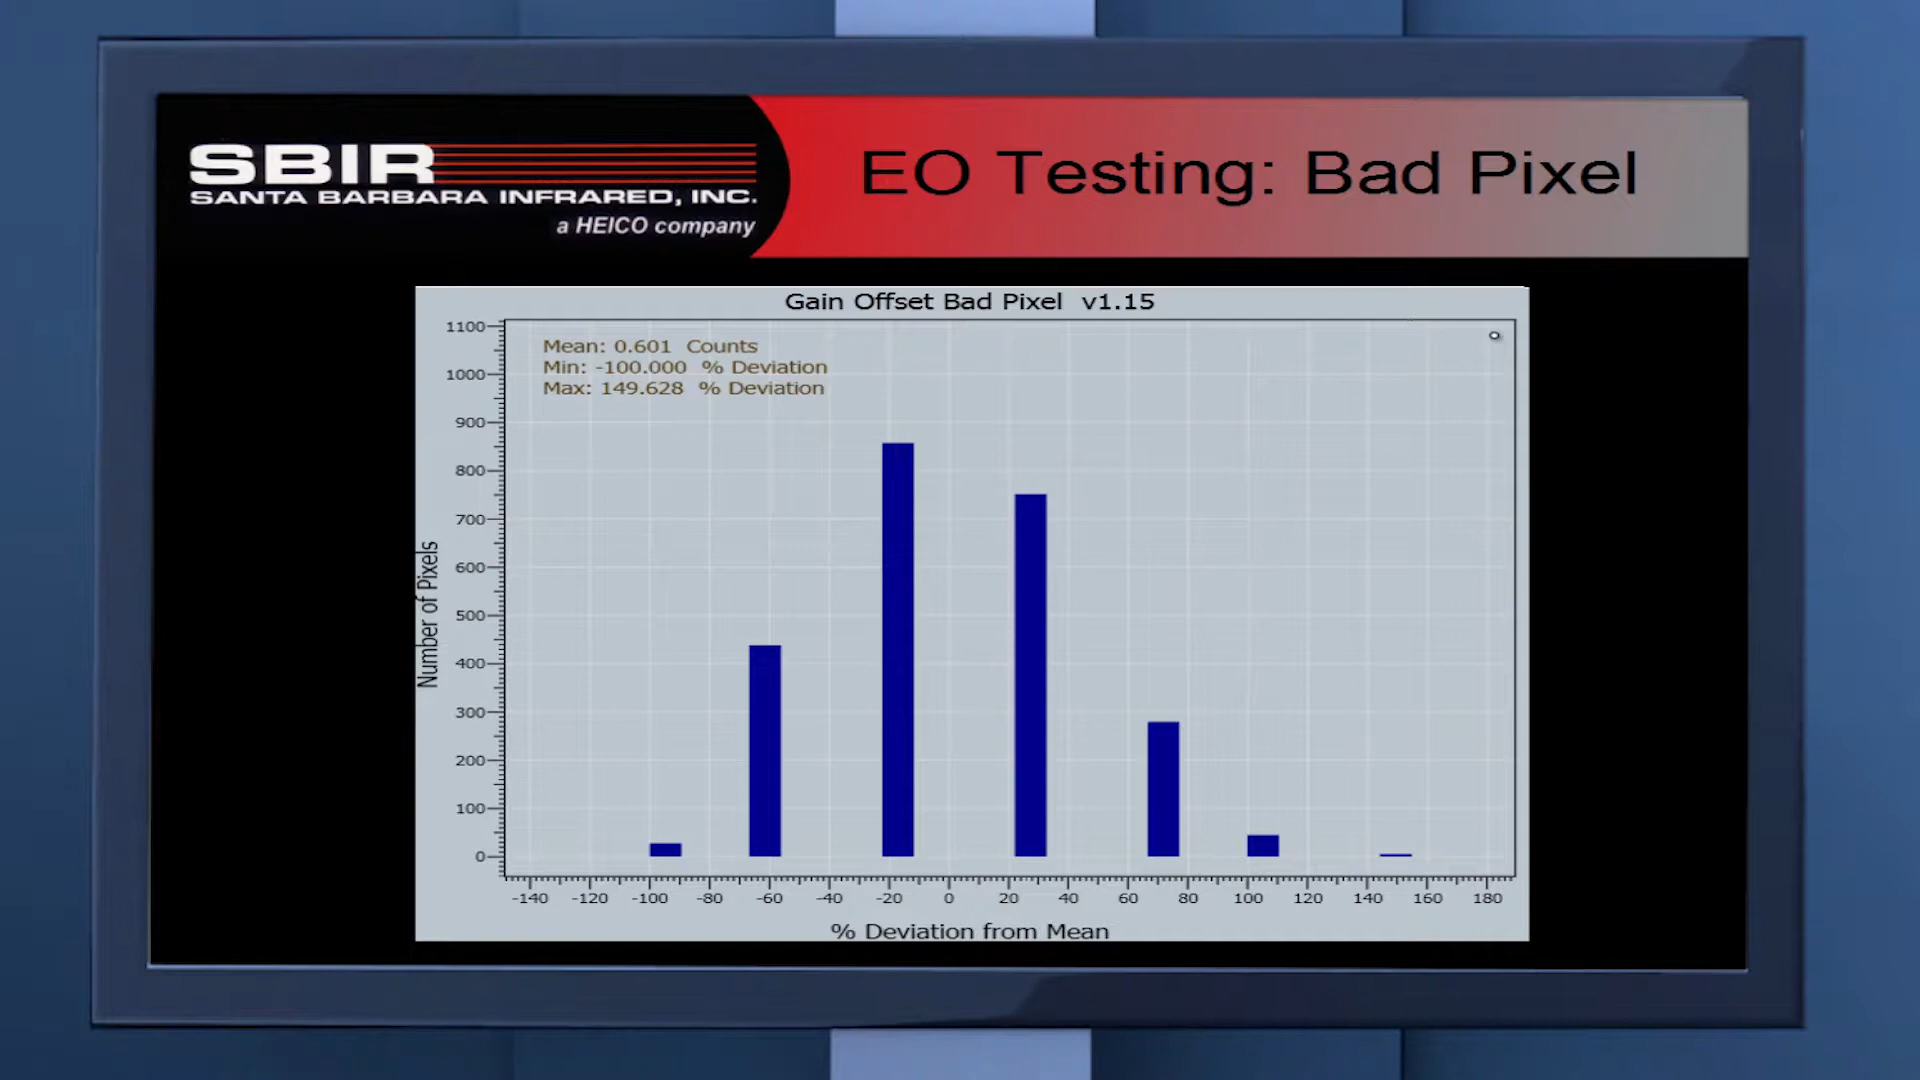 SBIR
SANTA BARBARA INFRARED, INC.
a HEICO company
EO Testing: Bad Pixel
Gain Offset Bad Pixel v1.15
Mean: 0.601 Counts
Min: -100.000 % Deviation
Max: 149.628 % Deviation
Number of Pixels
1100
1000
900
800
700
600
500
400
300
200
100
0
-140 -120 -100 -80 -60 -40 -20 0 20 40 60 80 100 120 140 160 180
% Deviation from Mean